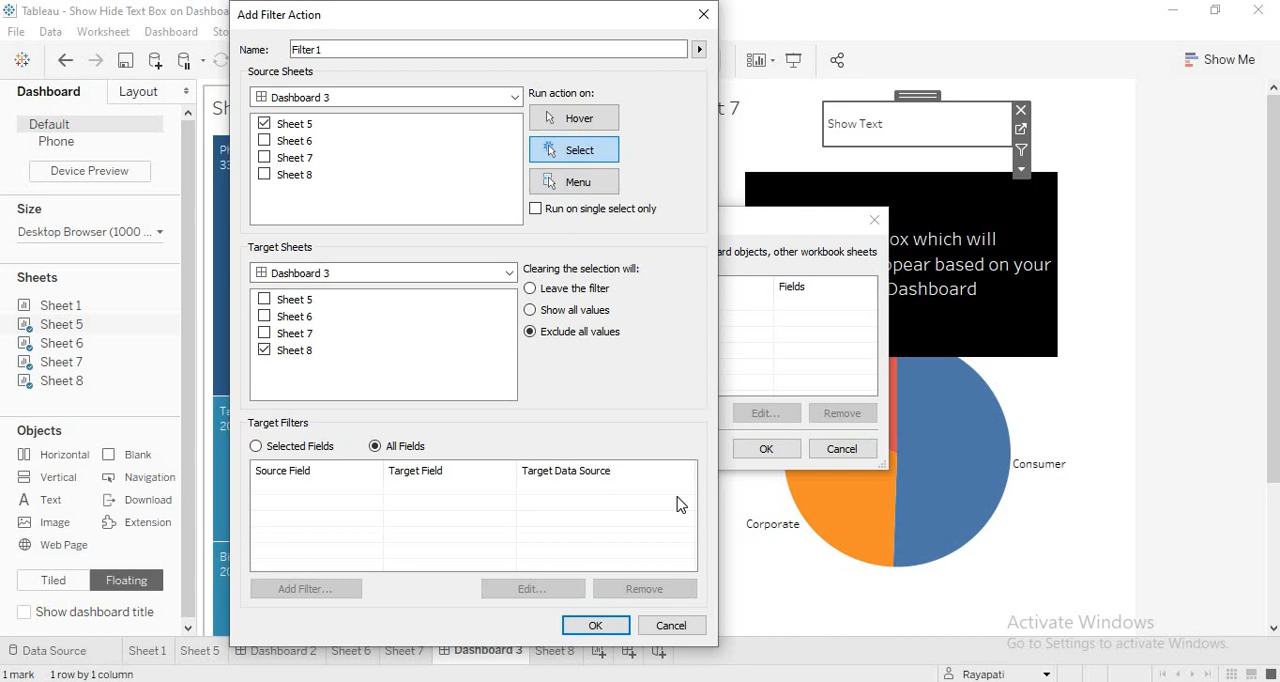 Tableau - Show Hide Text Box on Dashboa
File Data Worksheet Dashboard Sto
Show Me
Dashboard Layout
Default
Phone
Device Preview
Size
Desktop Browser (1000 ...
Sheets
Sheet 1
Sheet 5
Sheet 6
Sheet 7
Sheet 8
Objects
Horizontal Blank
Vertical Navigation
Text Download
Image Extension
Web Page
Tiled Floating
Show dashboard title
Add Filter Action
Name: Filter1
Source Sheets
Dashboard 3
Sheet 5
Sheet 6
Sheet 7
Sheet 8
Run action on:
Hover
Select
Menu
Run on single select only
Target Sheets
Dashboard 3
Sheet 5
Sheet 6
Sheet 7
Sheet 8
Clearing the selection will:
Leave the filter
Show all values
Exclude all values
Target Filters
Selected Fields All Fields
Source Field Target Field Target Data Source
Add Filter... Edit... Remove
OK Cancel
t 7
Show Text
ox which will
pear based on your
Dashboard
rd objects, other workbook sheets
Fields
Edit... Remove
OK Cancel
Consumer
Corporate
Activate Windows
Go to Settings to activate Windows.
Data Source Sheet 1 Sheet 5 Dashboard 2 Sheet 6 Sheet 7 Dashboard 3 Sheet 8
1 mark 1 row by 1 column
Rayapati